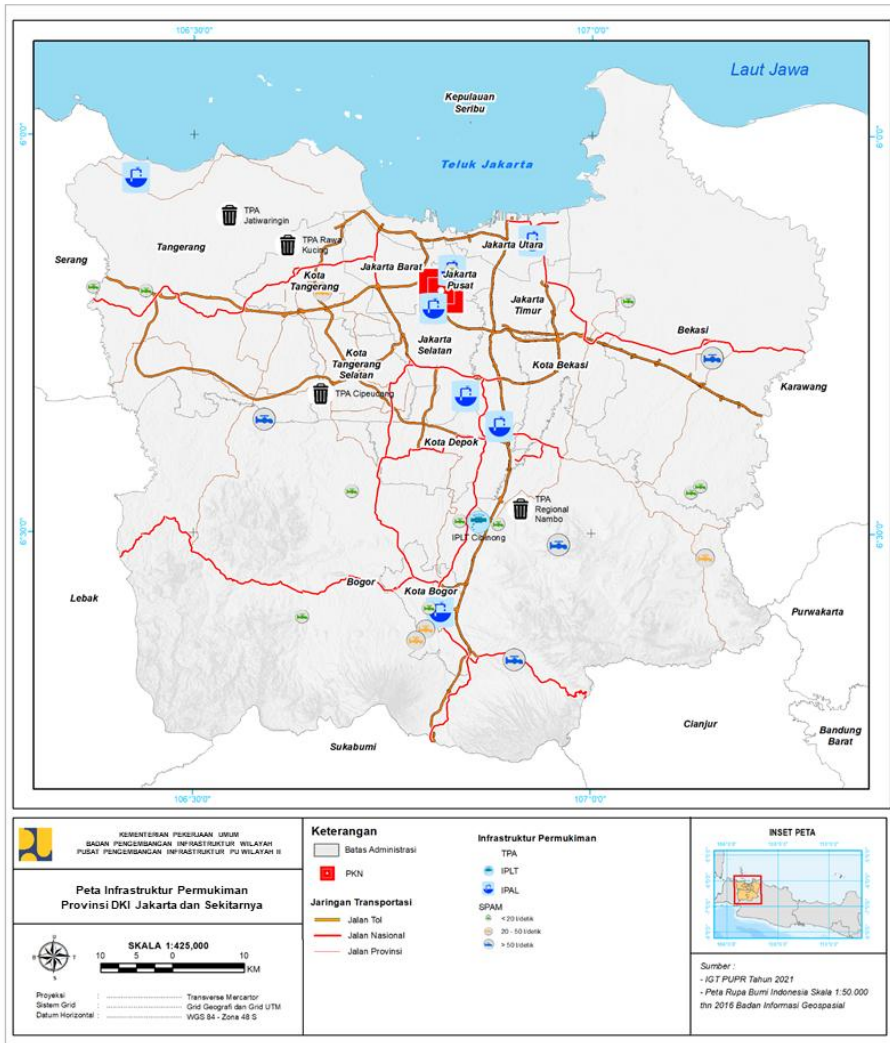 106°30'0"
107°0'0"
Laut Jawa
Kepulauan
Seribu
6°0'0"
6°0'0"
Teluk Jakarta
TPA
Jatiwaringin
TPA Rawa
Kucing
Tangerang
Serang
Jakarta Utara
Jakarta Barat
Jakarta
Pusat
Kota
Tangerang
Jakarta
Timur
Bekasi
Jakarta
Selatan
Kota
Tangerang
Selatan
Kota Bekasi
Karawang
TPA Cipeucang
Kota Depok
TPA
Regional
Nambo
IPLT Cibinong
6°30'0"
6°30'0"
Bogor
Kota Bogor
Lebak
Purwakarta
Cianjur
Bandung
Barat
Sukabumi
106°30'0"
107°0'0"
KEMENTERIAN PEKERJAAN UMUM
BADAN PENGEMBANGAN INFRASTRUKTUR WILAYAH
PUSAT PENGEMBANGAN INFRASTRUKTUR PU WILAYAH II
Peta Infrastruktur Permukiman
Provinsi DKI Jakarta dan Sekitarnya
SKALA 1:425,000
10 5 0 10
KM
Proyeksi : Transverse Mercartor
Sistem Grid : Grid Geografi dan Grid UTM
Datum Horizontal : WGS 84 - Zona 48 S
Keterangan
Batas Administrasi
PKN
Jaringan Transportasi
Jalan Tol
Jalan Nasional
Jalan Provinsi
Infrastruktur Permukiman
TPA
IPLT
IPAL
SPAM
<20 l/detik
20 - 50 l/detik
> 50 l/detik
INSET PETA
Sumber :
- IGT PUPR Tahun 2021
- Peta Rupa Bumi Indonesia Skala 1:50.000
thn 2016 Badan Informasi Geospasial